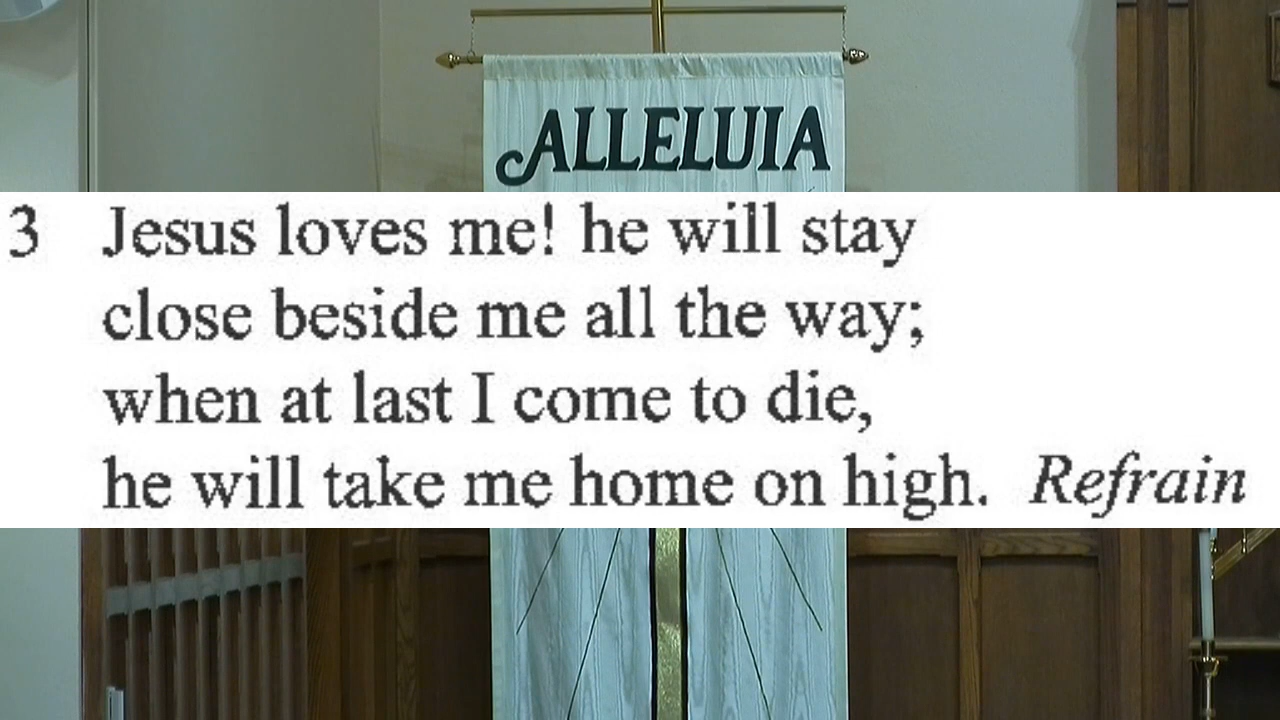 ALLELUIA
3 Jesus loves me! he will stay
close beside me all the way;
when at last I come to die,
he will take me home on high. Refrain